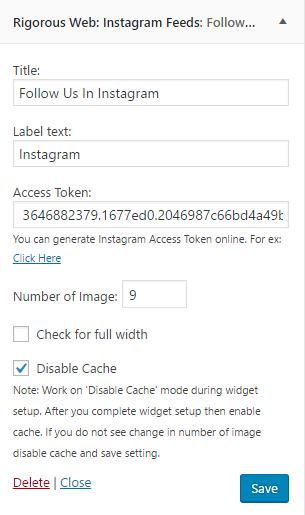 Rigorous Web: Instagram Feeds: Follow...
Title:
Follow Us In Instagram
Label text:
Instagram
Access Token:
3646882379.1677ed0.2046987c66bd4a49b
You can generate Instagram Access Token online. For ex:
Click Here
Number of Image: 9
Check for full width
Disable Cache
Note: Work on 'Disable Cache' mode during widget
setup. After you complete widget setup then enable
cache. If you do not see change in number of image
disable cache and save setting.
Delete | Close
Save